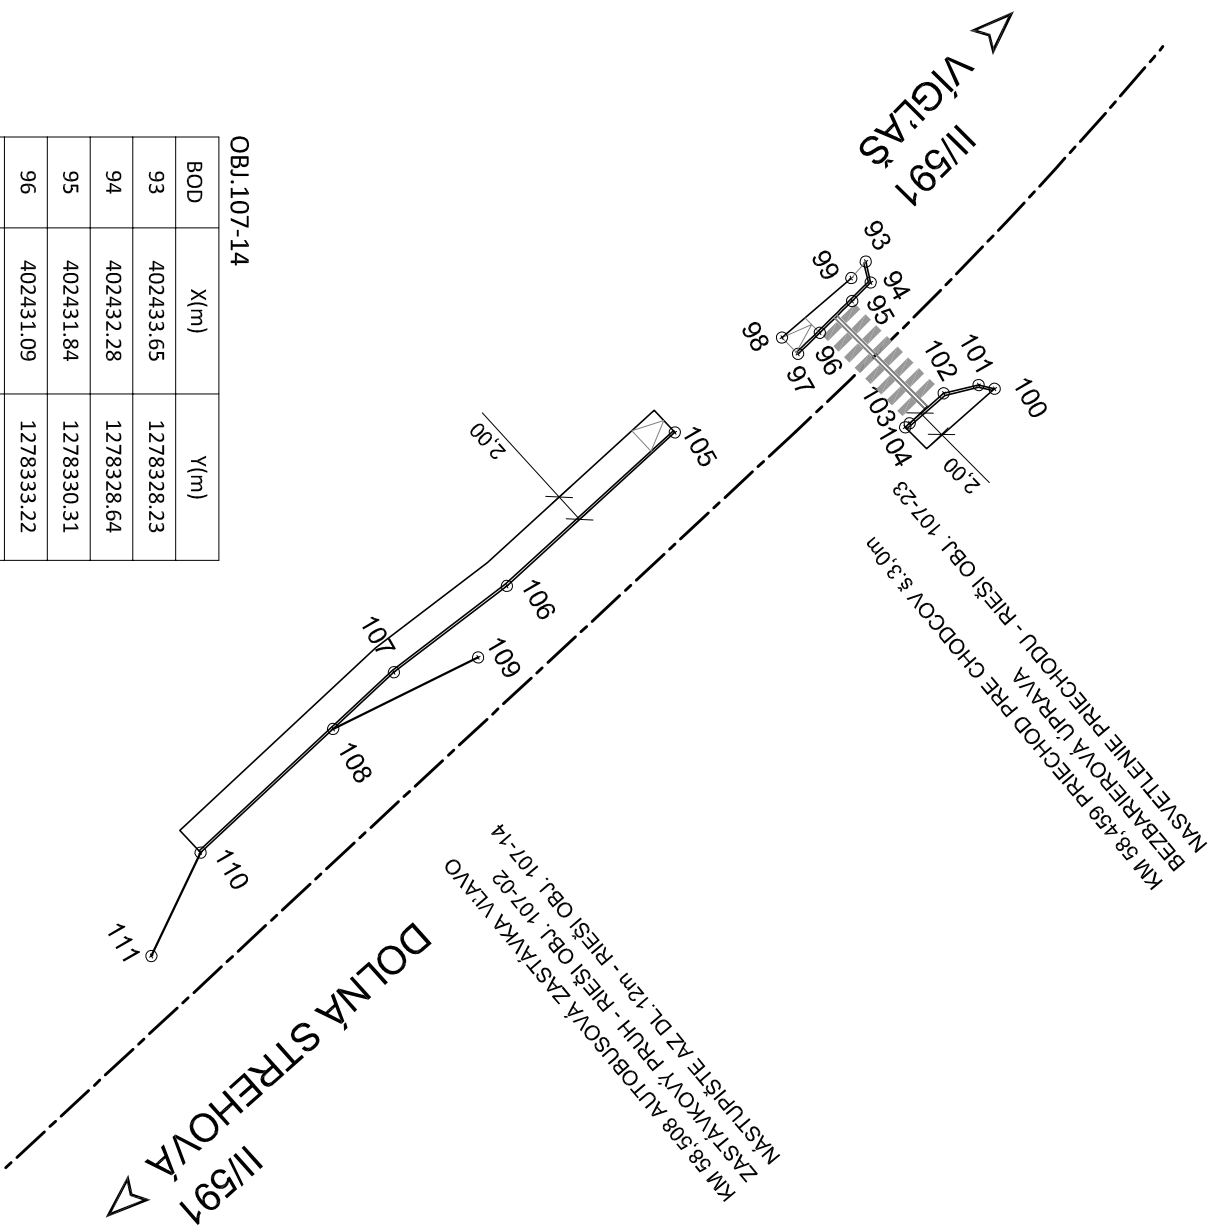 II/591
VÍGĽAŠ
93
94
95
96
97
98
99
100
101
102
103
104
2,00
KM 58,459 PRIECHOD PRE CHODCOV š.3,0m
BEZBARIEROVÁ ÚPRAVA
NASVETLENIE PRIECHODU - RIEŠI OBJ. 107-23
105
2,00
106
107
109
108
110
111
KM 58,508 AUTOBUSOVÁ ZASTÁVKA VĽAVO
ZASTÁVKOVÝ PRUH - RIEŠI OBJ. 107-02
NÁSTUPIŠTE AZ DL.12m - RIEŠI OBJ. 107-14
DOLNÁ STREHOVÁ
II/591
OBJ.107-14
BOD X(m) Y(m)
93 402433.65 1278328.23
94 402432.28 1278328.64
95 402431.84 1278330.31
96 402431.09 1278333.22